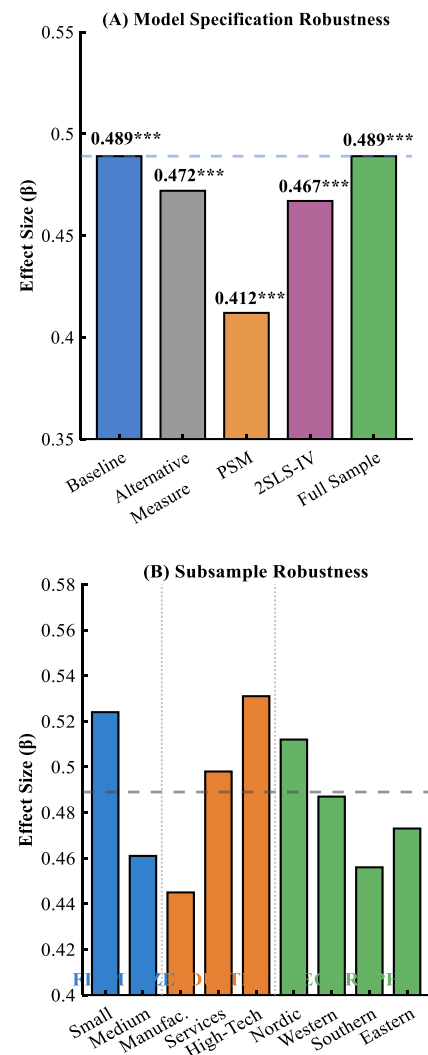 (A) Model Specification Robustness
0.55
0.5
0.45
0.4
0.35
Effect Size (β)
0.489***
0.472***
0.412***
0.467***
0.489***
Baseline
Alternative
Measure
PSM
2SLS-IV
Full Sample
(B) Subsample Robustness
0.58
0.56
0.54
0.52
0.5
0.48
0.46
0.44
0.42
0.4
Effect Size (β)
Small
Medium
Manufac.
Services
High-Tech
Nordic
Western
Southern
Eastern